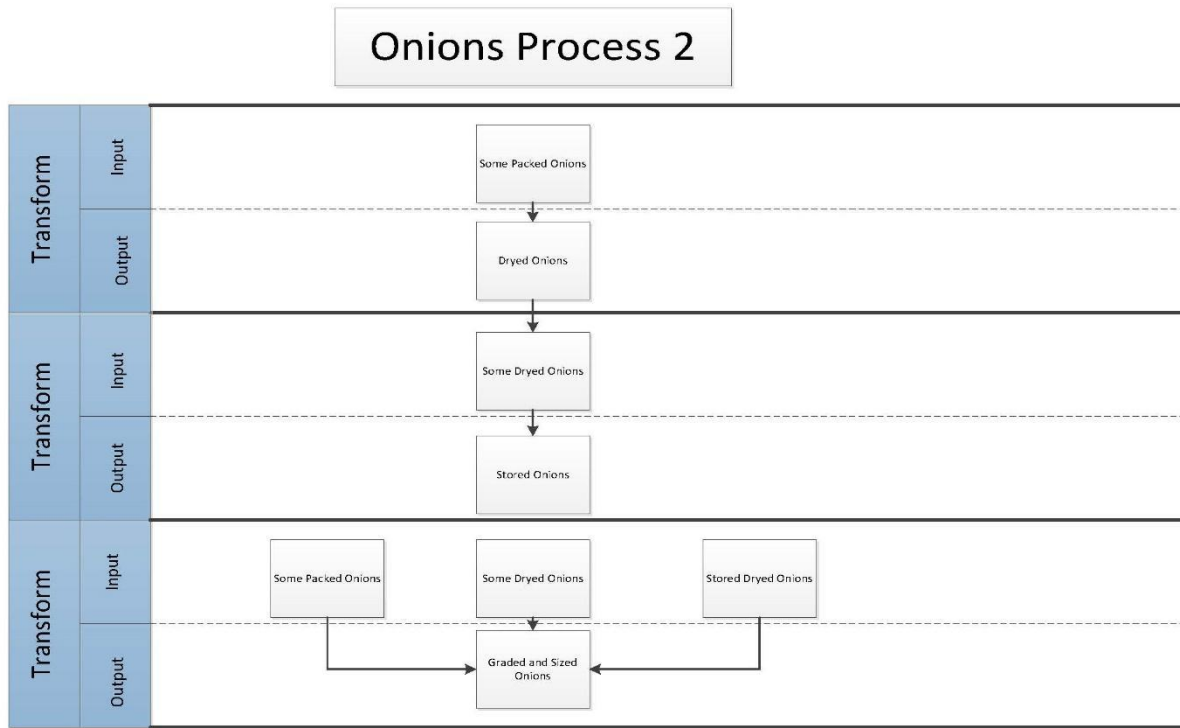 Onions Process 2
Transform
Input
Some Packed Onions
Output
Dryed Onions
Transform
Input
Some Dryed Onions
Output
Stored Onions
Transform
Input
Some Packed Onions
Some Dryed Onions
Stored Dryed Onions
Output
Graded and Sized
Onions